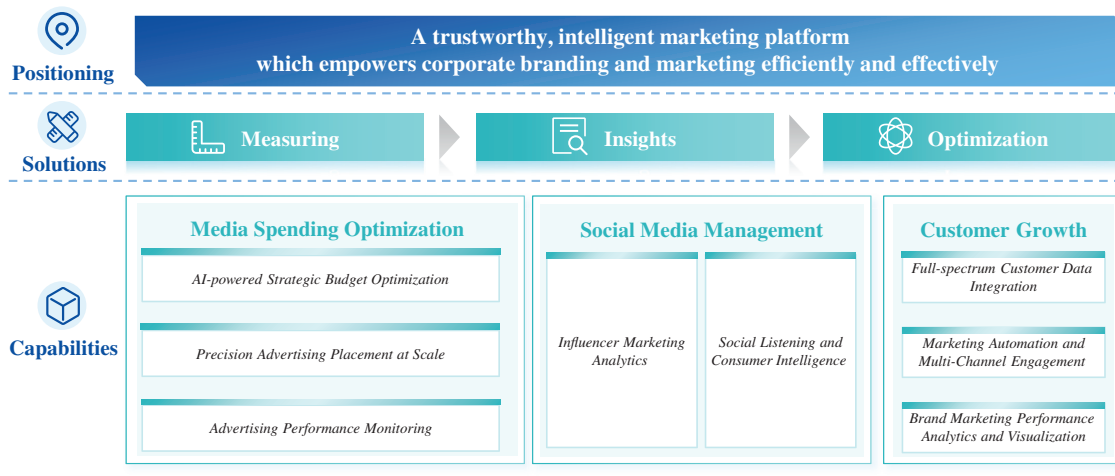 Positioning
A trustworthy, intelligent marketing platform
which empowers corporate branding and marketing efficiently and effectively
Solutions
Measuring
Insights
Optimization
Capabilities
Media Spending Optimization
AI-powered Strategic Budget Optimization
Precision Advertising Placement at Scale
Advertising Performance Monitoring
Social Media Management
Influencer Marketing
Analytics
Social Listening and
Consumer Intelligence
Customer Growth
Full-spectrum Customer Data
Integration
Marketing Automation and
Multi-Channel Engagement
Brand Marketing Performance
Analytics and Visualization